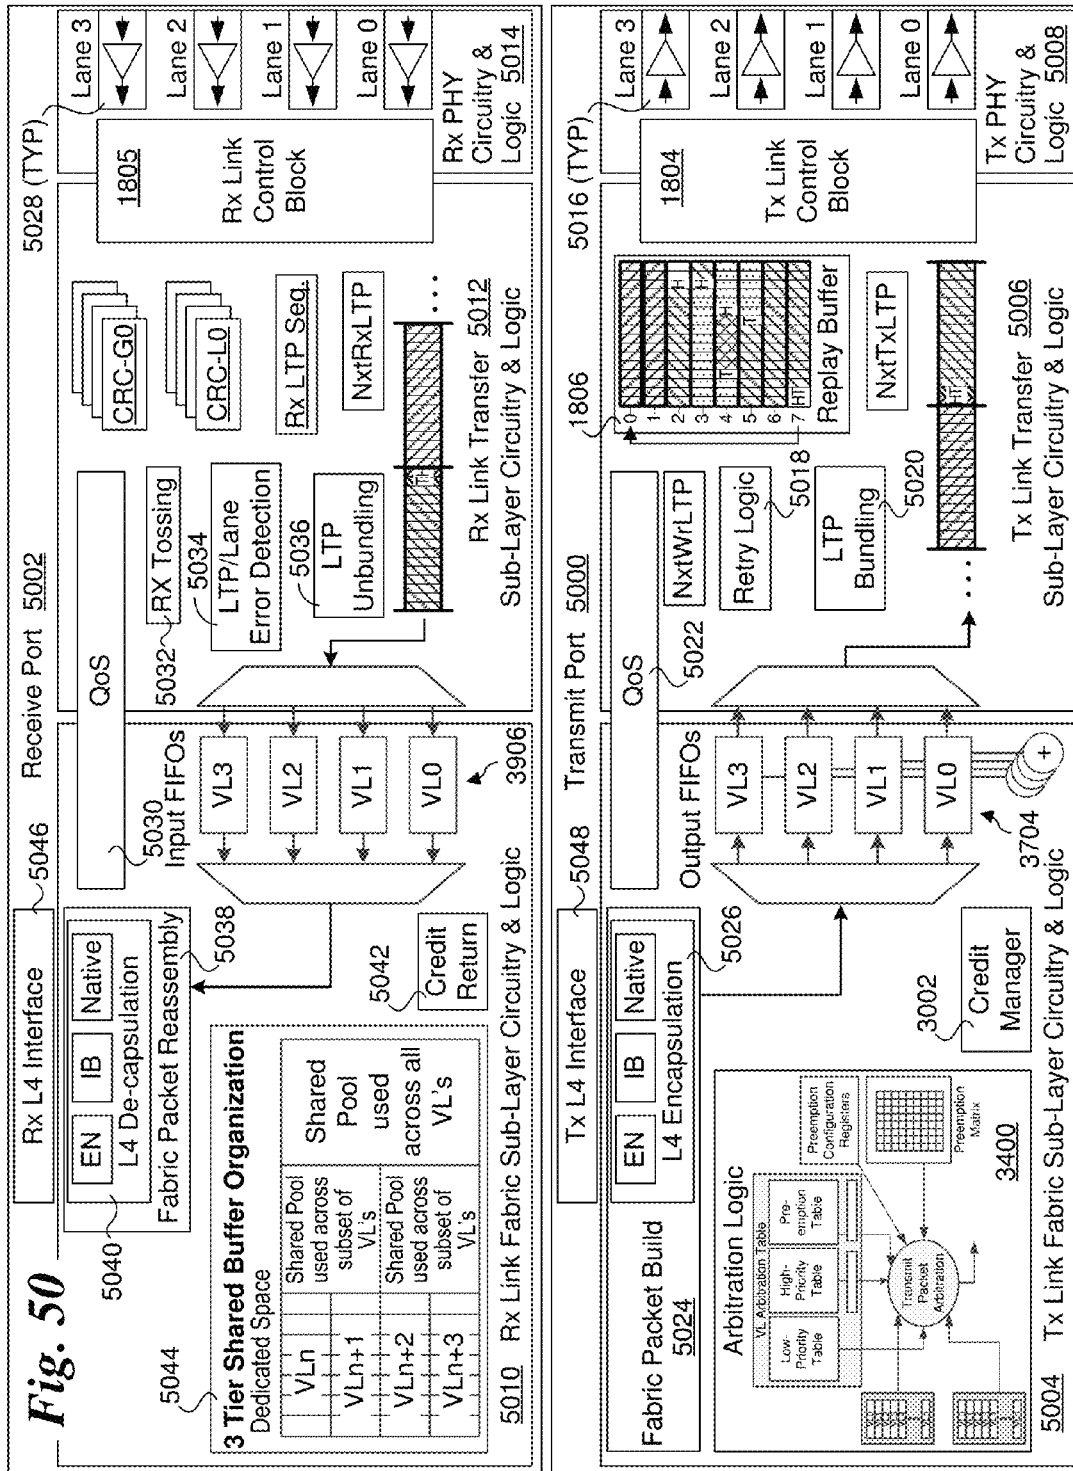 Fig. 50
Rx L4 Interface
5046
Receive Port 5002
5040
EN
IB
Native
L4 De-capsulation
Fabric Packet Reassembly
5038
5044
3 Tier Shared Buffer Organization
Dedicated Space
VLn
VLn+1
VLn+2
VLn+3
Shared Pool
used across
subset of
VL's
Shared Pool
used across
subset of
VL's
Shared
Pool
used
across all
VL's
5042
Credit
Return
5010 Rx Link Fabric Sub-Layer Circuitry & Logic
QoS
5030
Input FIFOs
VL3
VL2
VL1
VL0
3906
5032
RX Tossing
5034
LTP/Lane
Error Detection
5036
LTP
Unbundling
CRC-G0
CRC-L0
Rx LTP Seq.
NxtRxLTP
Rx Link Transfer 5012
Sub-Layer Circuitry & Logic
5028 (TYP)
1805
Rx Link
Control
Block
Lane 3
Lane 2
Lane 1
Lane 0
Rx PHY
Circuitry &
Logic 5014
Tx L4 Interface
5048
Transmit Port 5000
Fabric Packet Build
5024
EN
IB
Native
L4 Encapsulation
5026
Arbitration Logic
VL Arbitration Table
Low-
Priority
Table
High-
Priority
Table
Pre-
emption
Table
Preemption
Configuration
Registers
Preemption
Matrix
Transmit
Packet
Arbitration
3400
3002
Credit
Manager
5004 Tx Link Fabric Sub-Layer Circuitry & Logic
QoS
5022
Output FIFOs
VL3
VL2
VL1
VL0
3704
+
NxtWrLTP
Retry Logic
5018
LTP
Bundling
5020
1806
0
1
2
3
4
5
6
7
H
H
T
H
T
HT
Replay Buffer
NxtTxLTP
HT
Tx Link Transfer 5006
Sub-Layer Circuitry & Logic
5016 (TYP)
1804
Tx Link
Control
Block
Lane 3
Lane 2
Lane 1
Lane 0
Tx PHY
Circuitry &
Logic 5008